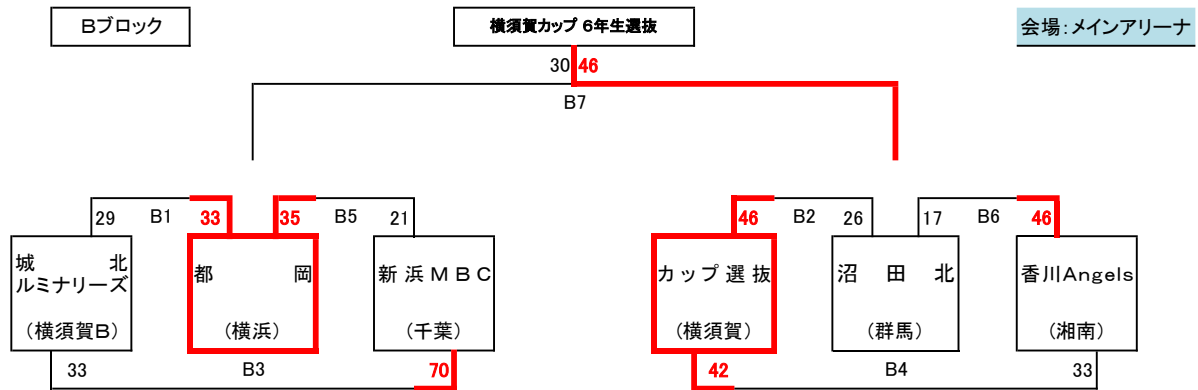 Bブロック
横須賀カップ 6年生選抜
会場:メインアリーナ
30 46
B7
29 B1 33 35 B5 21 46 B2 26 17 B6 46
城北
ルミナリーズ
(横須賀B)
都岡
(横浜)
新浜MBC
(千葉)
カップ選抜
(横須賀)
沼田北
(群馬)
香川Angels
(湘南)
33 B3 70 42 B4 33